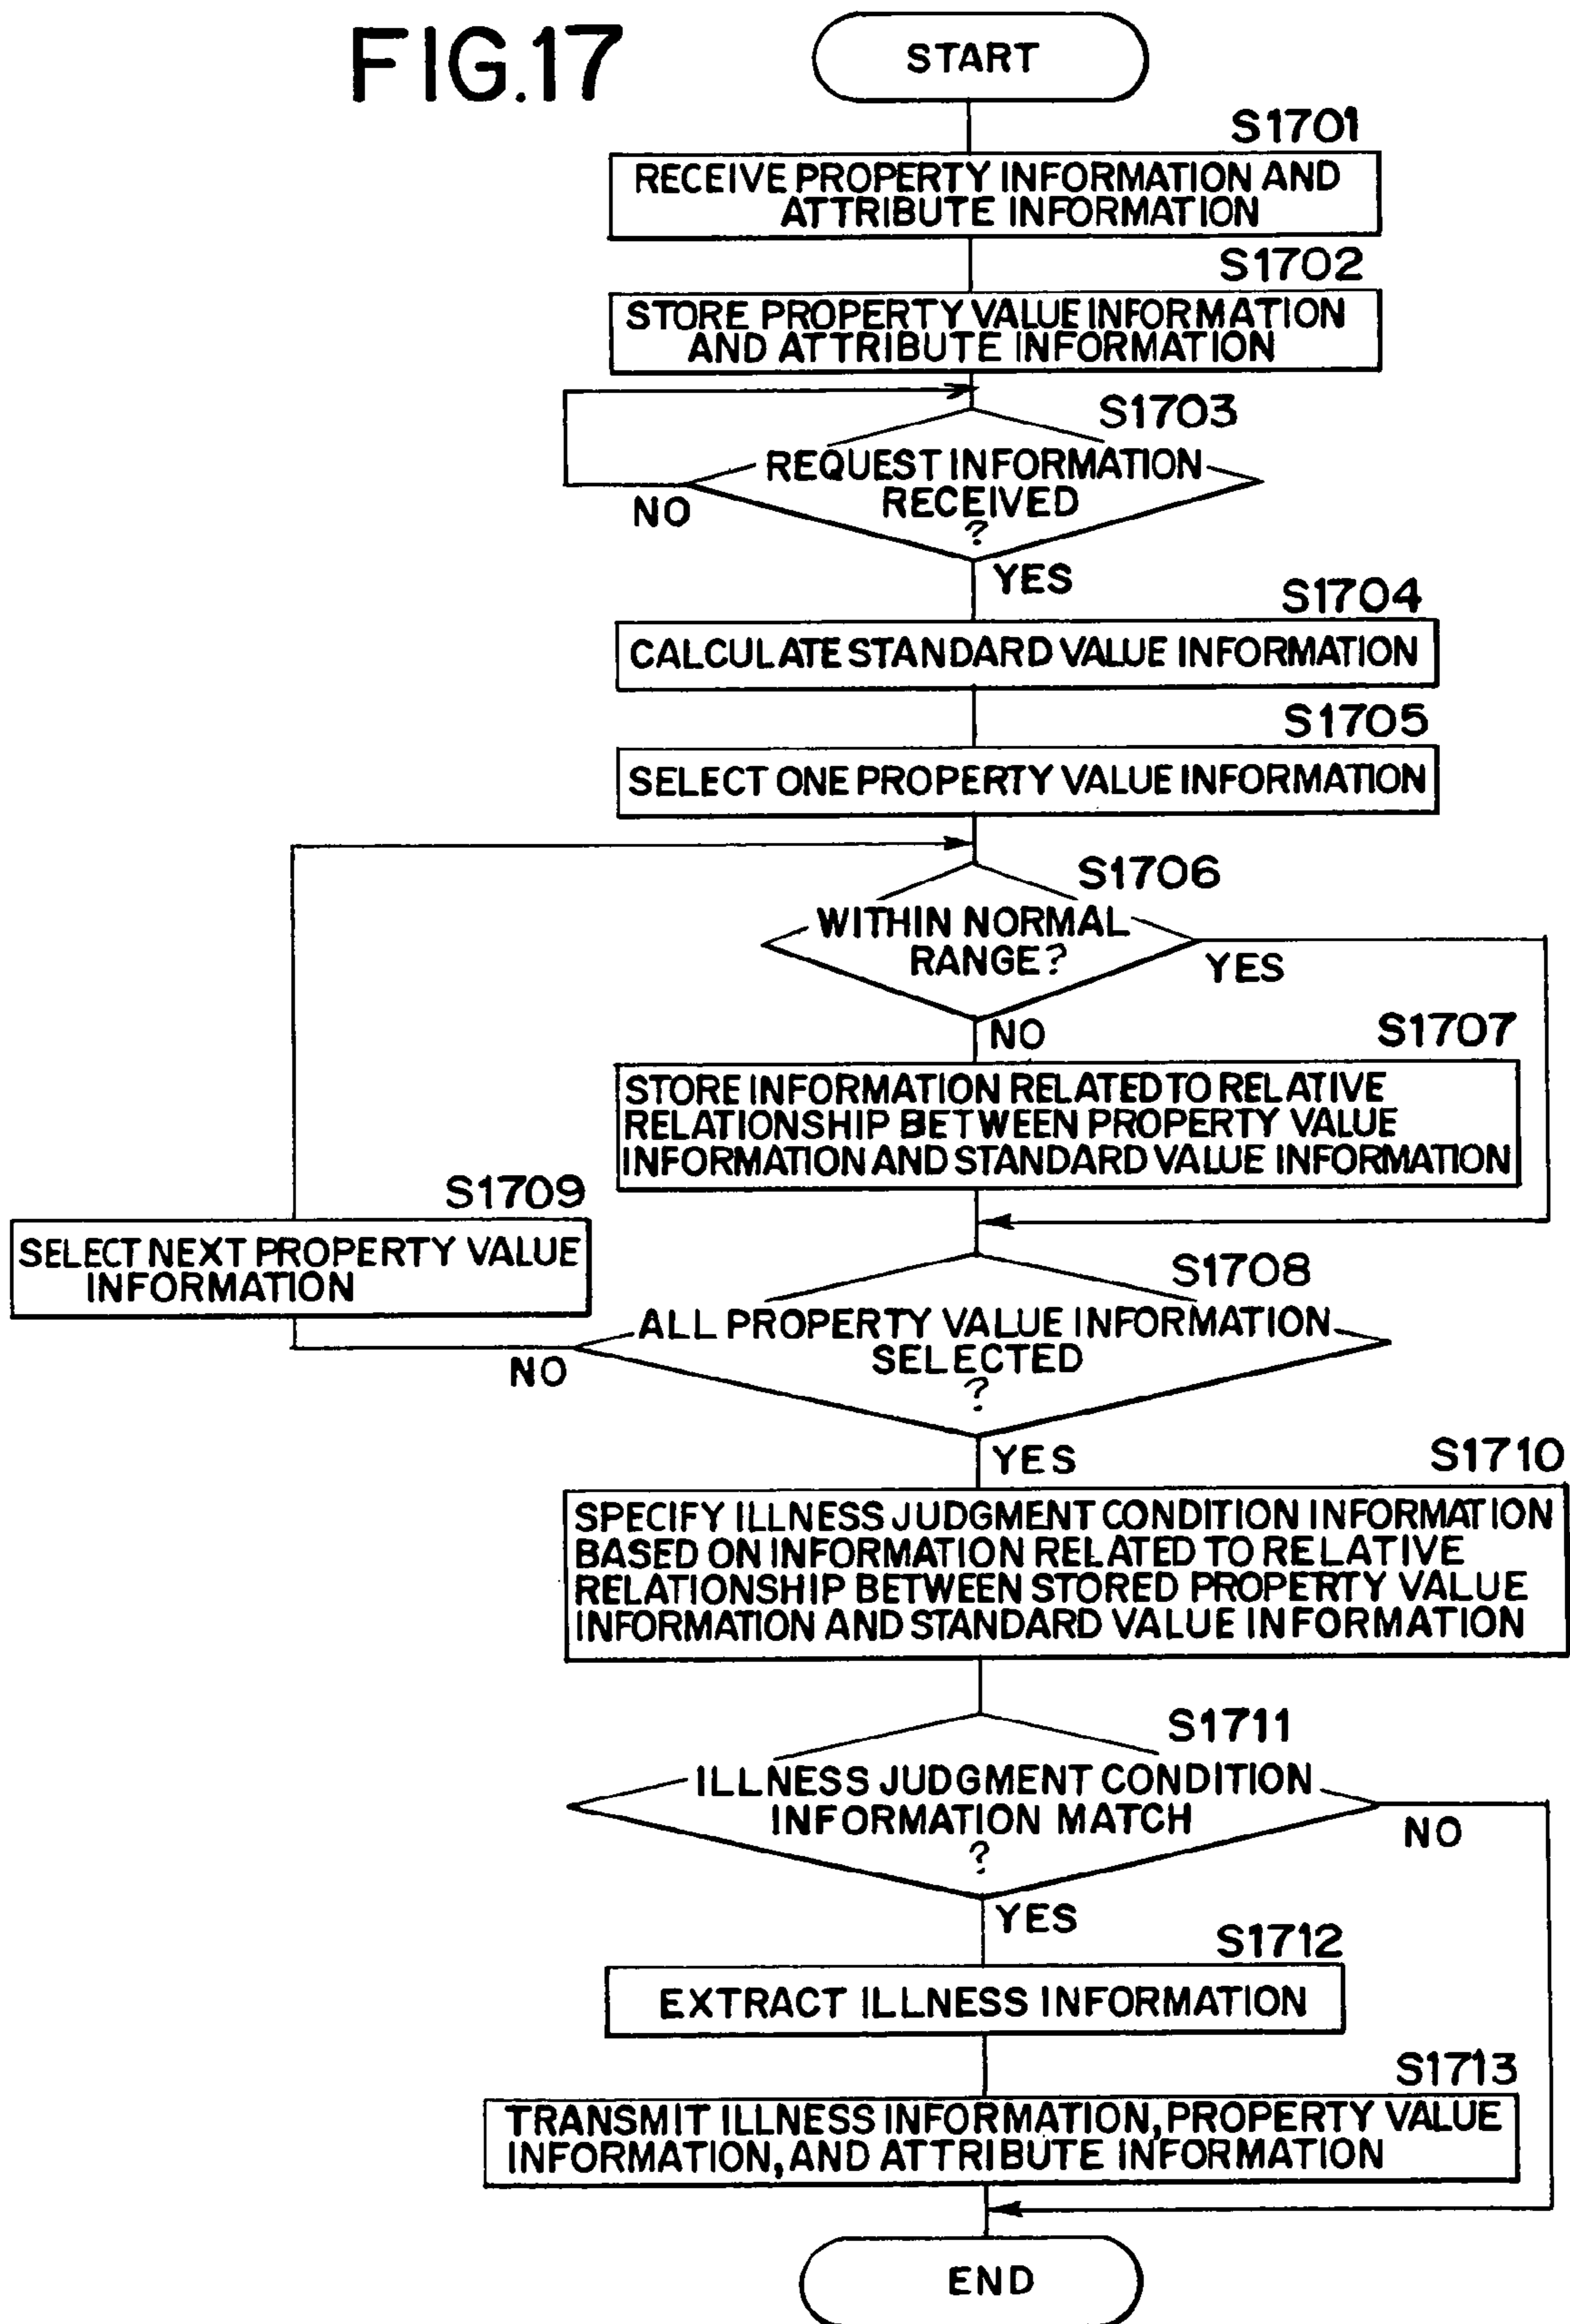 FIG.17
START
S1701
RECEIVE PROPERTY INFORMATION AND
ATTRIBUTE INFORMATION
S1702
STORE PROPERTY VALUE INFORMATION
AND ATTRIBUTE INFORMATION
S1703
REQUEST INFORMATION
RECEIVED
?
NO
YES
S1704
CALCULATE STANDARD VALUE INFORMATION
S1705
SELECT ONE PROPERTY VALUE INFORMATION
S1706
WITHIN NORMAL
RANGE?
YES
NO
S1707
STORE INFORMATION RELATED TO RELATIVE
RELATIONSHIP BETWEEN PROPERTY VALUE
INFORMATION AND STANDARD VALUE INFORMATION
S1709
SELECT NEXT PROPERTY VALUE
INFORMATION
S1708
ALL PROPERTY VALUE INFORMATION
SELECTED
?
NO
YES
S1710
SPECIFY ILLNESS JUDGMENT CONDITION INFORMATION
BASED ON INFORMATION RELATED TO RELATIVE
RELATIONSHIP BETWEEN STORED PROPERTY VALUE
INFORMATION AND STANDARD VALUE INFORMATION
S1711
ILLNESS JUDGMENT CONDITION
INFORMATION MATCH
?
NO
YES
S1712
EXTRACT ILLNESS INFORMATION
S1713
TRANSMIT ILLNESS INFORMATION, PROPERTY VALUE
INFORMATION, AND ATTRIBUTE INFORMATION
END